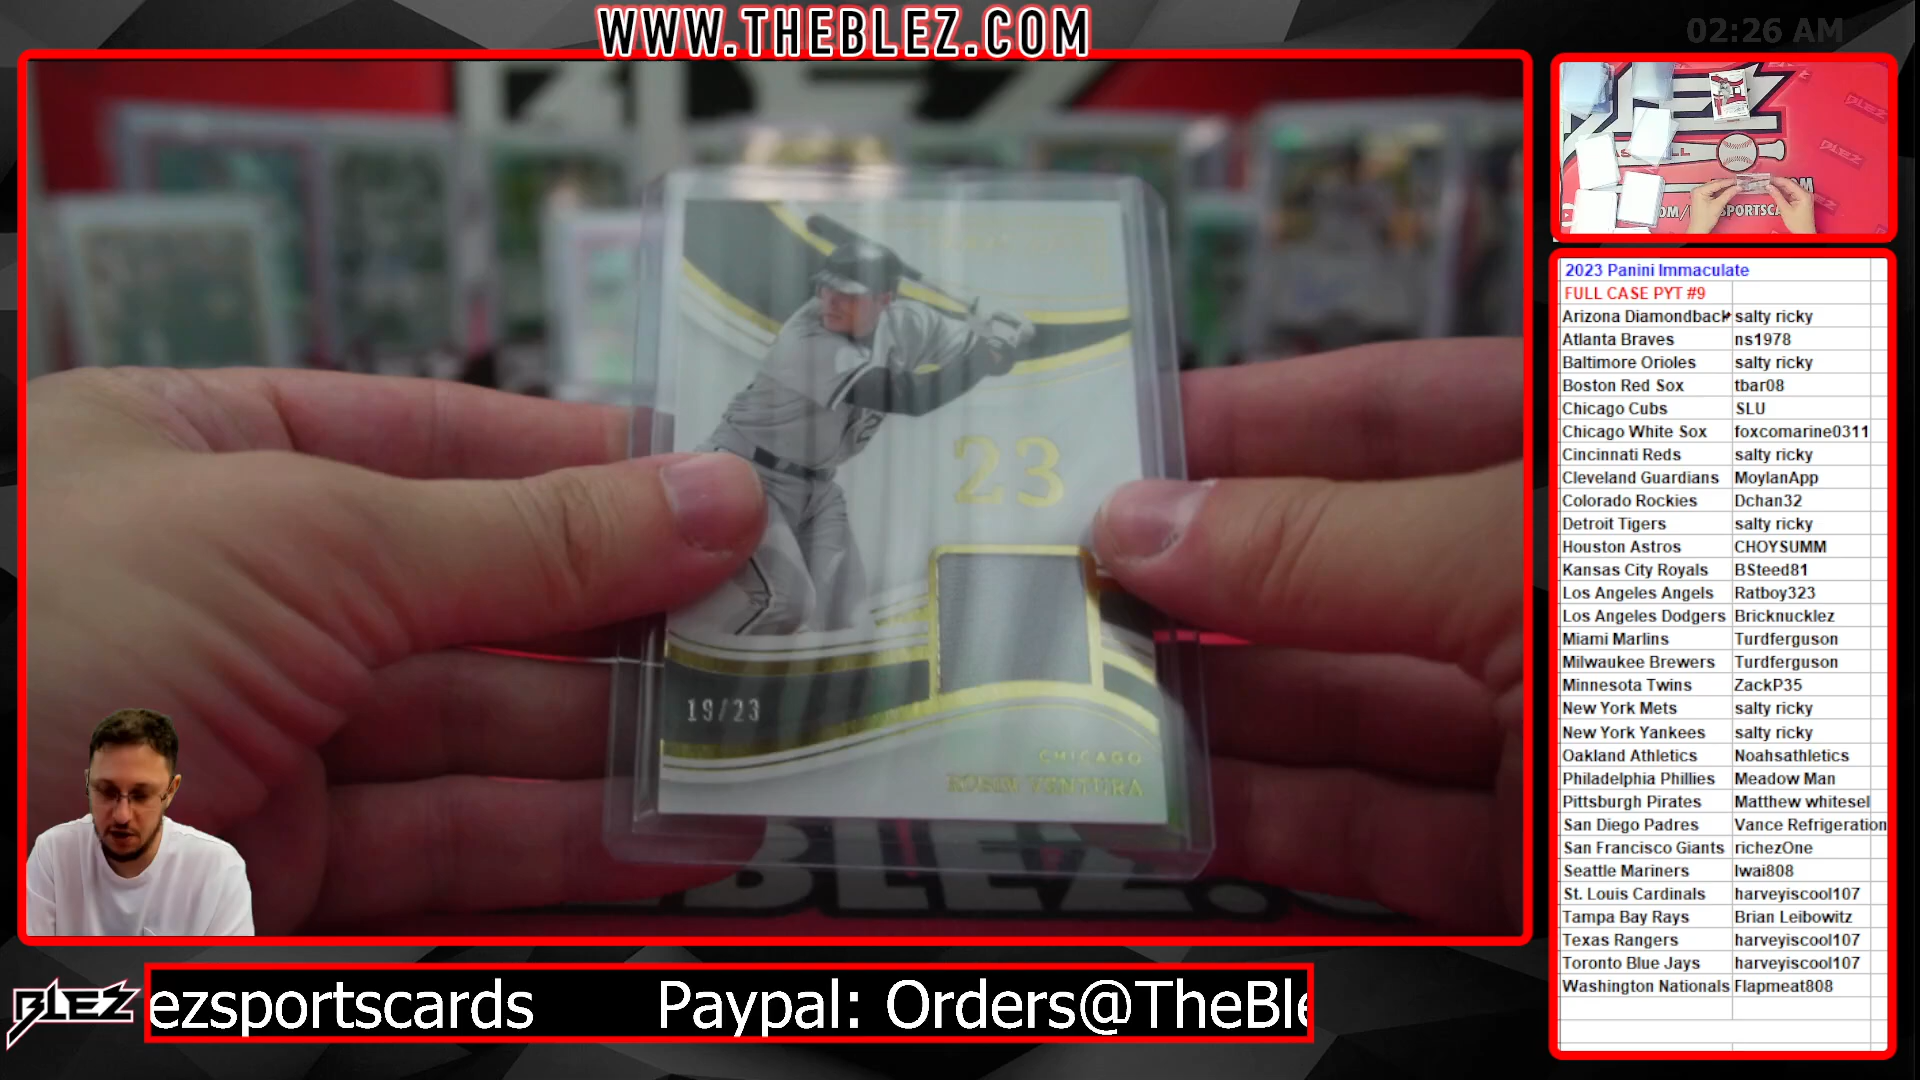 WWW.THEBLEZ.COM
02:26 AM
23
19/23
CHICAGO
ROBIN VENTURA
BLEZ
ezsportscards Paypal: Orders@TheBle
2023 Panini Immaculate
FULL CASE PYT #9
Arizona Diamondback salty ricky
Atlanta Braves ns1978
Baltimore Orioles salty ricky
Boston Red Sox tbar08
Chicago Cubs SLU
Chicago White Sox foxcomarine0311
Cincinnati Reds salty ricky
Cleveland Guardians MoylanApp
Colorado Rockies Dchan32
Detroit Tigers salty ricky
Houston Astros CHOYSUMM
Kansas City Royals BSteed81
Los Angeles Angels Ratboy323
Los Angeles Dodgers Bricknucklez
Miami Marlins Turdferguson
Milwaukee Brewers Turdferguson
Minnesota Twins ZackP35
New York Mets salty ricky
New York Yankees salty ricky
Oakland Athletics Noahsathletics
Philadelphia Phillies Meadow Man
Pittsburgh Pirates Matthew whitesel
San Diego Padres Vance Refrigeration
San Francisco Giants richezOne
Seattle Mariners lwai808
St. Louis Cardinals harveyiscool107
Tampa Bay Rays Brian Leibowitz
Texas Rangers harveyiscool107
Toronto Blue Jays harveyiscool107
Washington Nationals Flapmeat808